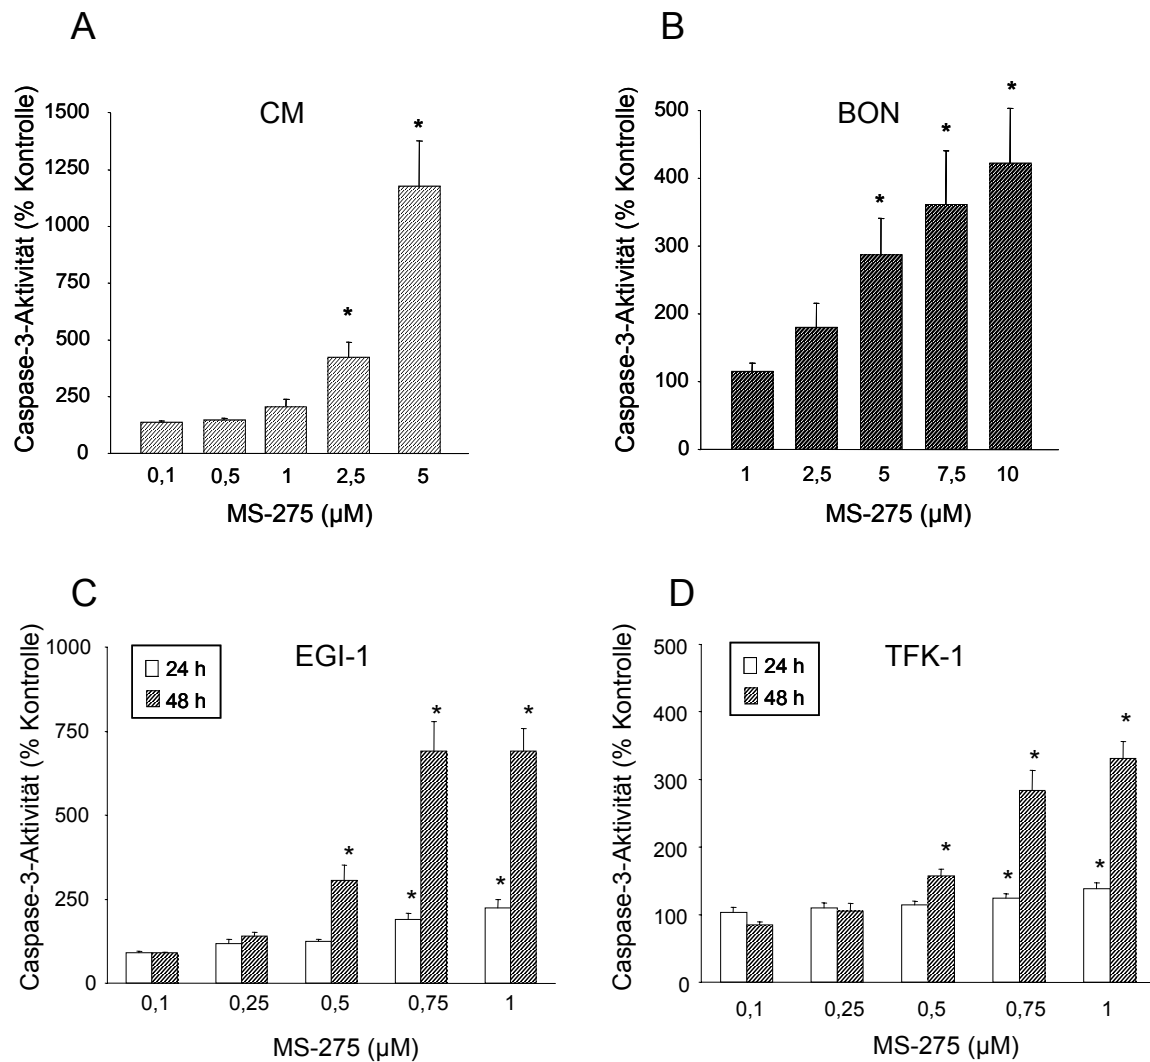 A
CM
Caspase-3-Aktivität (% Kontrolle)
1500
1250
1000
750
500
250
0
*
*
0,1 0,5 1 2,5 5
MS-275 (µM)
B
BON
Caspase-3-Aktivität (% Kontrolle)
500
400
300
200
100
0
*
*
*
1 2,5 5 7,5 10
MS-275 (µM)
C
EGI-1
24 h
48 h
Caspase-3-Aktivität (% Kontrolle)
1000
750
500
250
0
*
*
*
*
*
0,1 0,25 0,5 0,75 1
MS-275 (µM)
D
TFK-1
24 h
48 h
Caspase-3-Aktivität (% Kontrolle)
500
400
300
200
100
0
*
*
*
*
*
0,1 0,25 0,5 0,75 1
MS-275 (µM)